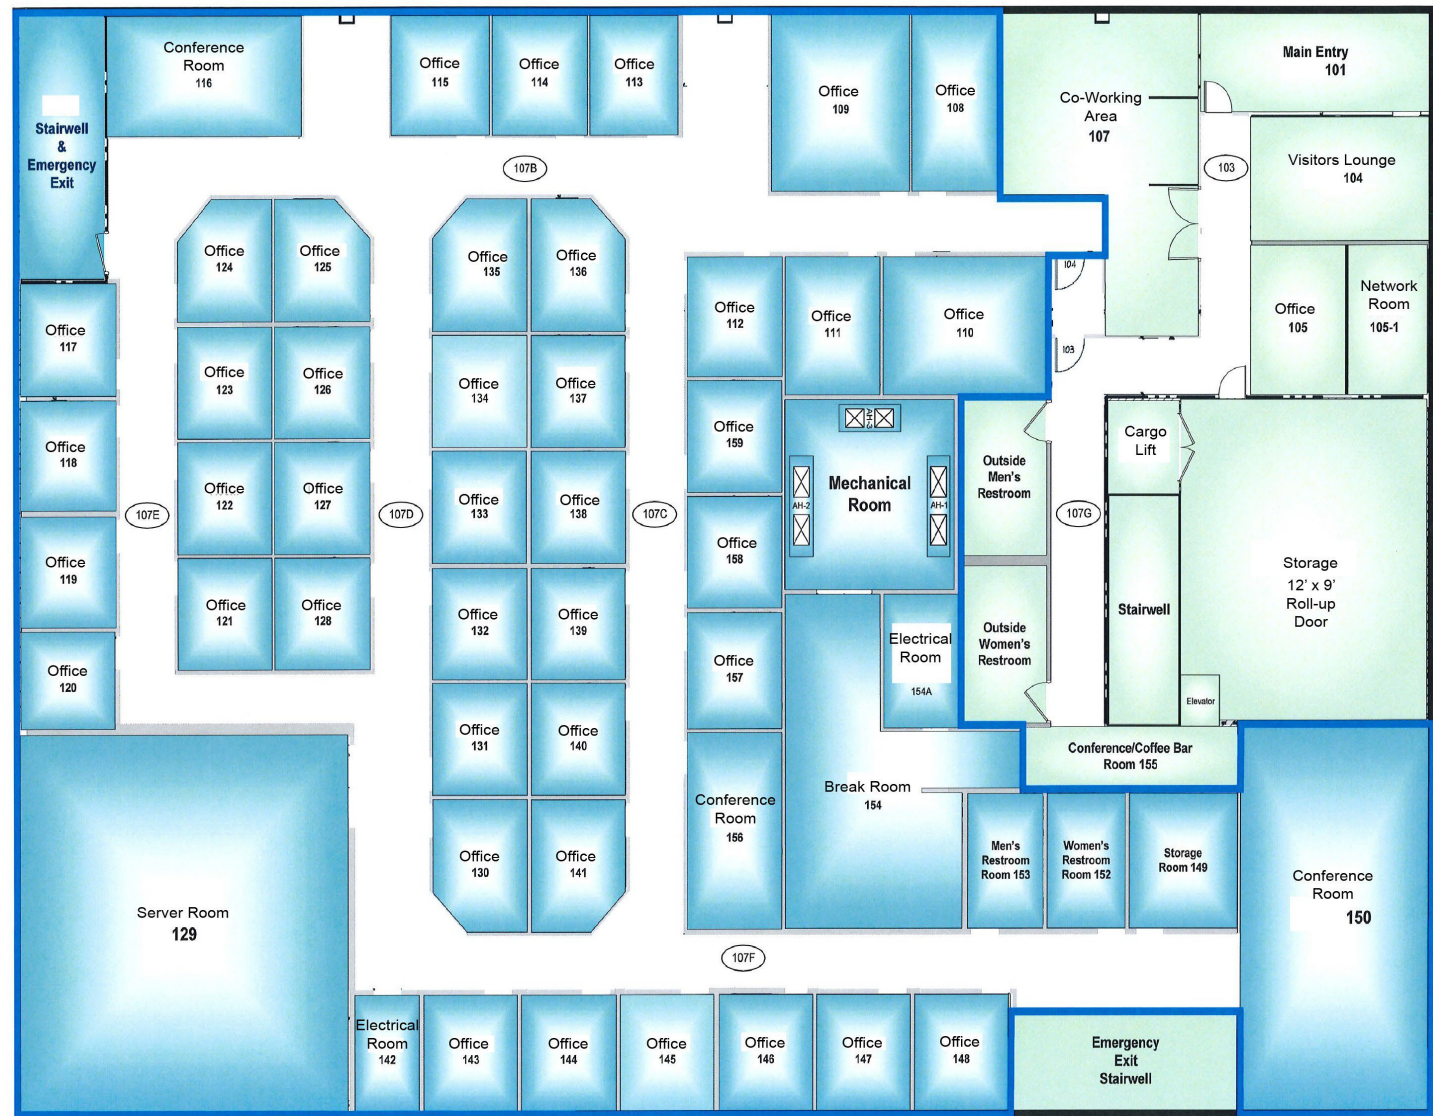 Conference
Room
116
Office
115
Office
114
Office
113
Office
109
Office
108
Co-Working
Area
107
Main Entry
101
Stairwell
&
Emergency
Exit
107B
103
Visitors Lounge
104
Office
124
Office
125
Office
135
Office
136
104
Office
117
Office
112
Office
111
Office
110
Office
105
Network
Room
105-1
103
Office
123
Office
126
Office
134
Office
137
Office
118
Office
159
AH-3
Mechanical
Room
AH-2
AH-1
Outside
Men's
Restroom
Cargo
Lift
107E
Office
122
Office
127
107D
Office
133
Office
138
107C
107G
Office
119
Office
158
Storage
12' x 9'
Roll-up
Door
Office
121
Office
128
Office
132
Office
139
Stairwell
Electrical
Room
154A
Outside
Women's
Restroom
Office
120
Office
157
Elevator
Office
131
Office
140
Conference/Coffee Bar
Room 155
Break Room
154
Conference
Room
156
Office
130
Office
141
Men's
Restroom
Room 153
Women's
Restroom
Room 152
Storage
Room 149
Conference
Room
150
Server Room
129
107F
Electrical
Room
142
Office
143
Office
144
Office
145
Office
146
Office
147
Office
148
Emergency
Exit
Stairwell